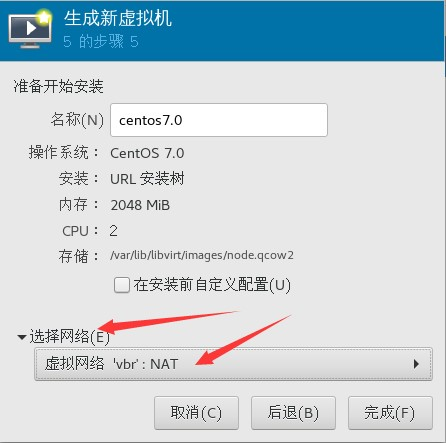 生成新虚拟机
5 的步骤 5
准备开始安装
名称(N) centos7.0
操作系统： CentOS 7.0
安装： URL 安装树
内存： 2048 MiB
CPU： 2
存储： /var/lib/libvirt/images/node.qcow2
在安装前自定义配置(U)
选择网络(E)
虚拟网络 'vbr' : NAT
取消(C) 后退(B) 完成(F)